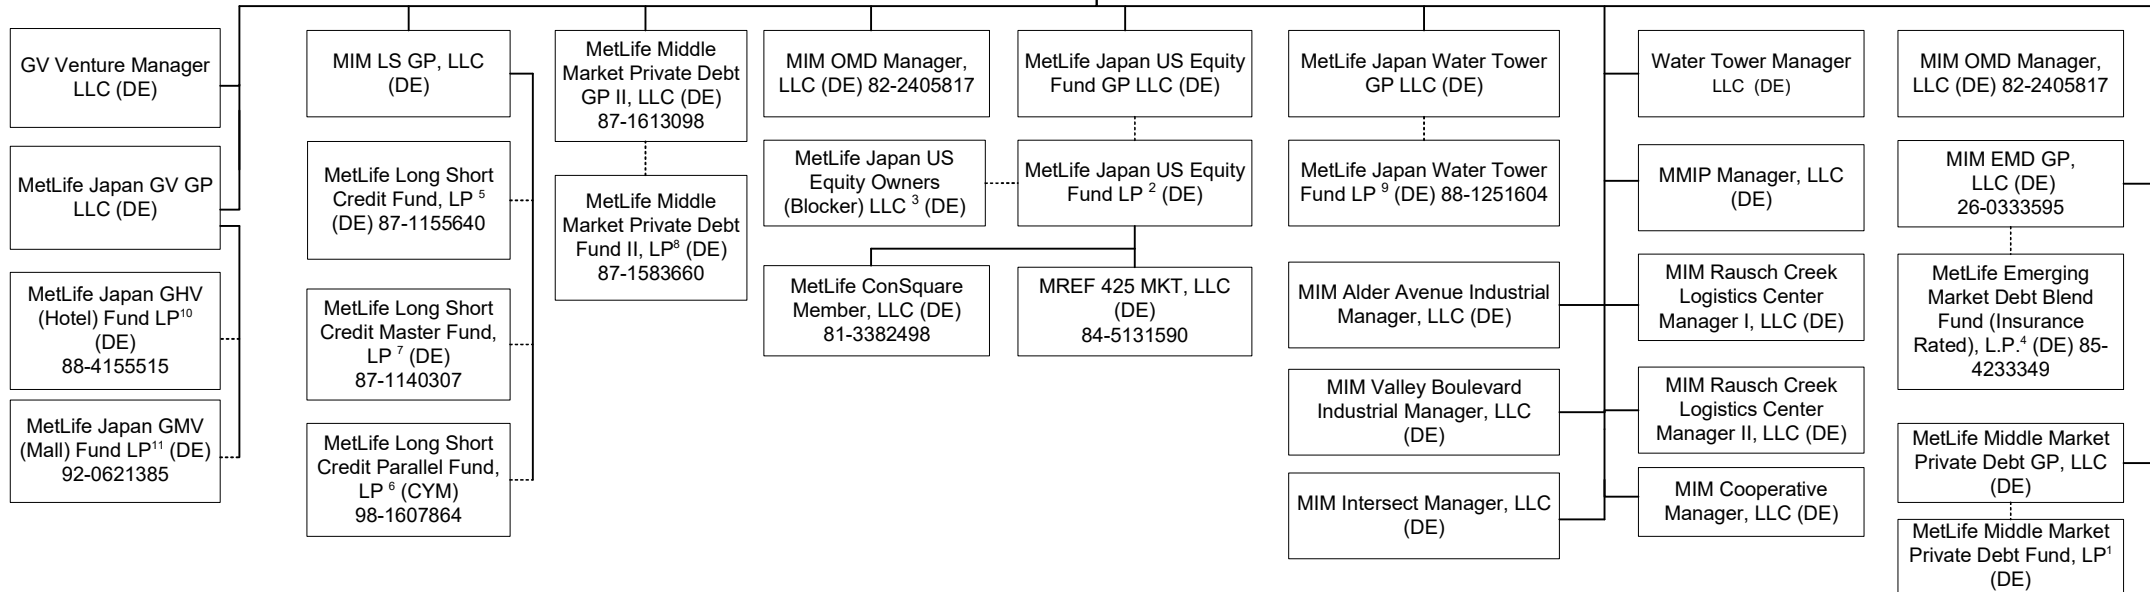 GV Venture Manager
LLC (DE)
MetLife Japan GV GP
LLC (DE)
MetLife Japan GHV
(Hotel) Fund LP10
(DE)
88-4155515
MetLife Japan GMV
(Mall) Fund LP11 (DE)
92-0621385
MIM LS GP, LLC
(DE)
MetLife Long Short
Credit Fund, LP 5
(DE) 87-1155640
MetLife Long Short
Credit Master Fund,
LP 7 (DE)
87-1140307
MetLife Long Short
Credit Parallel Fund,
LP 6 (CYM)
98-1607864
MetLife Middle
Market Private Debt
GP II, LLC (DE)
87-1613098
MetLife Middle
Market Private Debt
Fund II, LP8 (DE)
87-1583660
MIM OMD Manager,
LLC (DE) 82-2405817
MetLife Japan US
Equity Owners
(Blocker) LLC 3 (DE)
MetLife ConSquare
Member, LLC (DE)
81-3382498
MetLife Japan US Equity
Fund GP LLC (DE)
MetLife Japan US Equity
Fund LP 2 (DE)
MREF 425 MKT, LLC
(DE)
84-5131590
MetLife Japan Water Tower
GP LLC (DE)
MetLife Japan Water Tower
Fund LP 9 (DE) 88-1251604
MIM Alder Avenue Industrial
Manager, LLC (DE)
MIM Valley Boulevard
Industrial Manager, LLC
(DE)
MIM Intersect Manager, LLC
(DE)
Water Tower Manager
LLC (DE)
MMIP Manager, LLC
(DE)
MIM Rausch Creek
Logistics Center
Manager I, LLC (DE)
MIM Rausch Creek
Logistics Center
Manager II, LLC (DE)
MIM Cooperative
Manager, LLC (DE)
MIM OMD Manager,
LLC (DE) 82-2405817
MIM EMD GP,
LLC (DE)
26-0333595
MetLife Emerging
Market Debt Blend
Fund (Insurance
Rated), L.P.4 (DE) 85-
4233349
MetLife Middle Market
Private Debt GP, LLC
(DE)
MetLife Middle Market
Private Debt Fund, LP1
(DE)